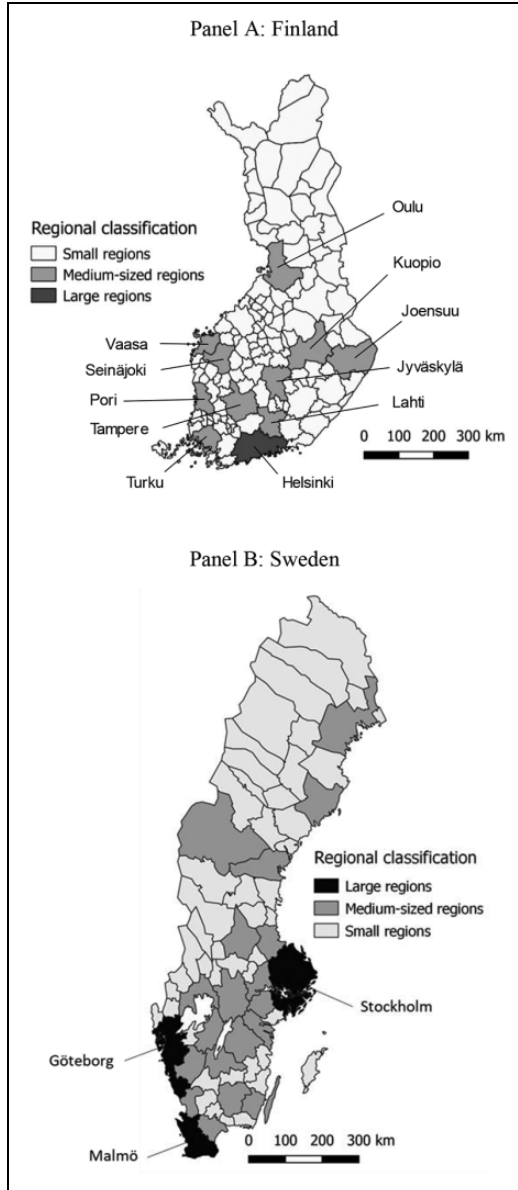 Panel A: Finland
Regional classification
Small regions
Medium-sized regions
Large regions
Oulu
Kuopio
Joensuu
Vaasa
Seinäjoki
Jyväskylä
Pori
Lahti
Tampere
0 100 200 300 km
Turku
Helsinki
Panel B: Sweden
Regional classification
Large regions
Medium-sized regions
Small regions
Stockholm
Göteborg
Malmö
0 100 200 300 km